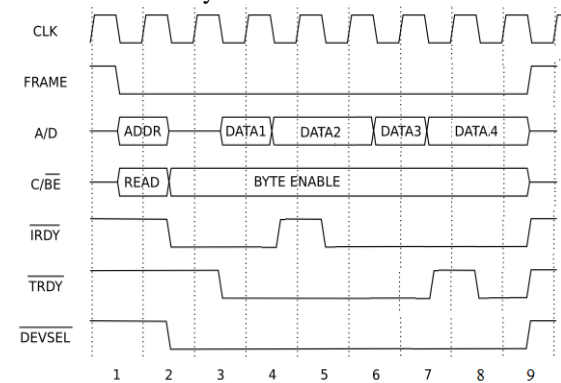 CLK
FRAME
A/D ADDR DATA1 DATA2 DATA3 DATA.4
C/BE READ BYTE ENABLE
IRDY
TRDY
DEVSEL
1 2 3 4 5 6 7 8 9